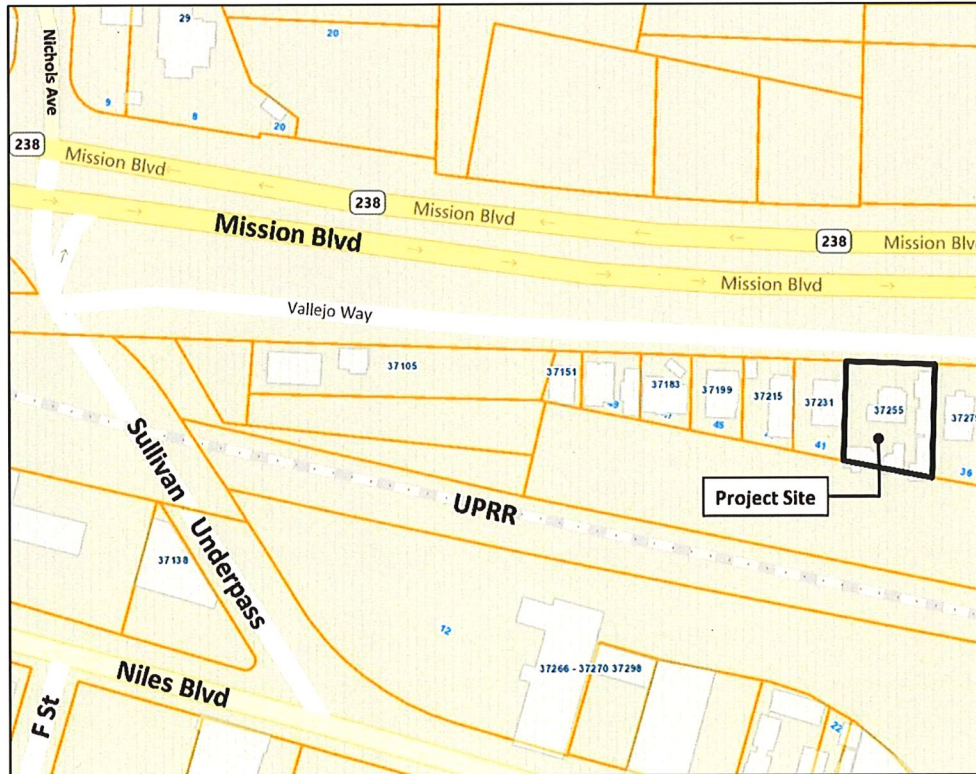 29
20
Nichols Ave
9
8
20
238
Mission Blvd
238
Mission Blvd
238
Mission Blv
Mission Blvd
Mission Blvd
Vallejo Way
37105
37151
37183
37199
37215
37231
37255
37279
45
41
36
Project Site
Sullivan Underpass
UPRR
37138
12
37266 - 37270 37298
Niles Blvd
F St
22